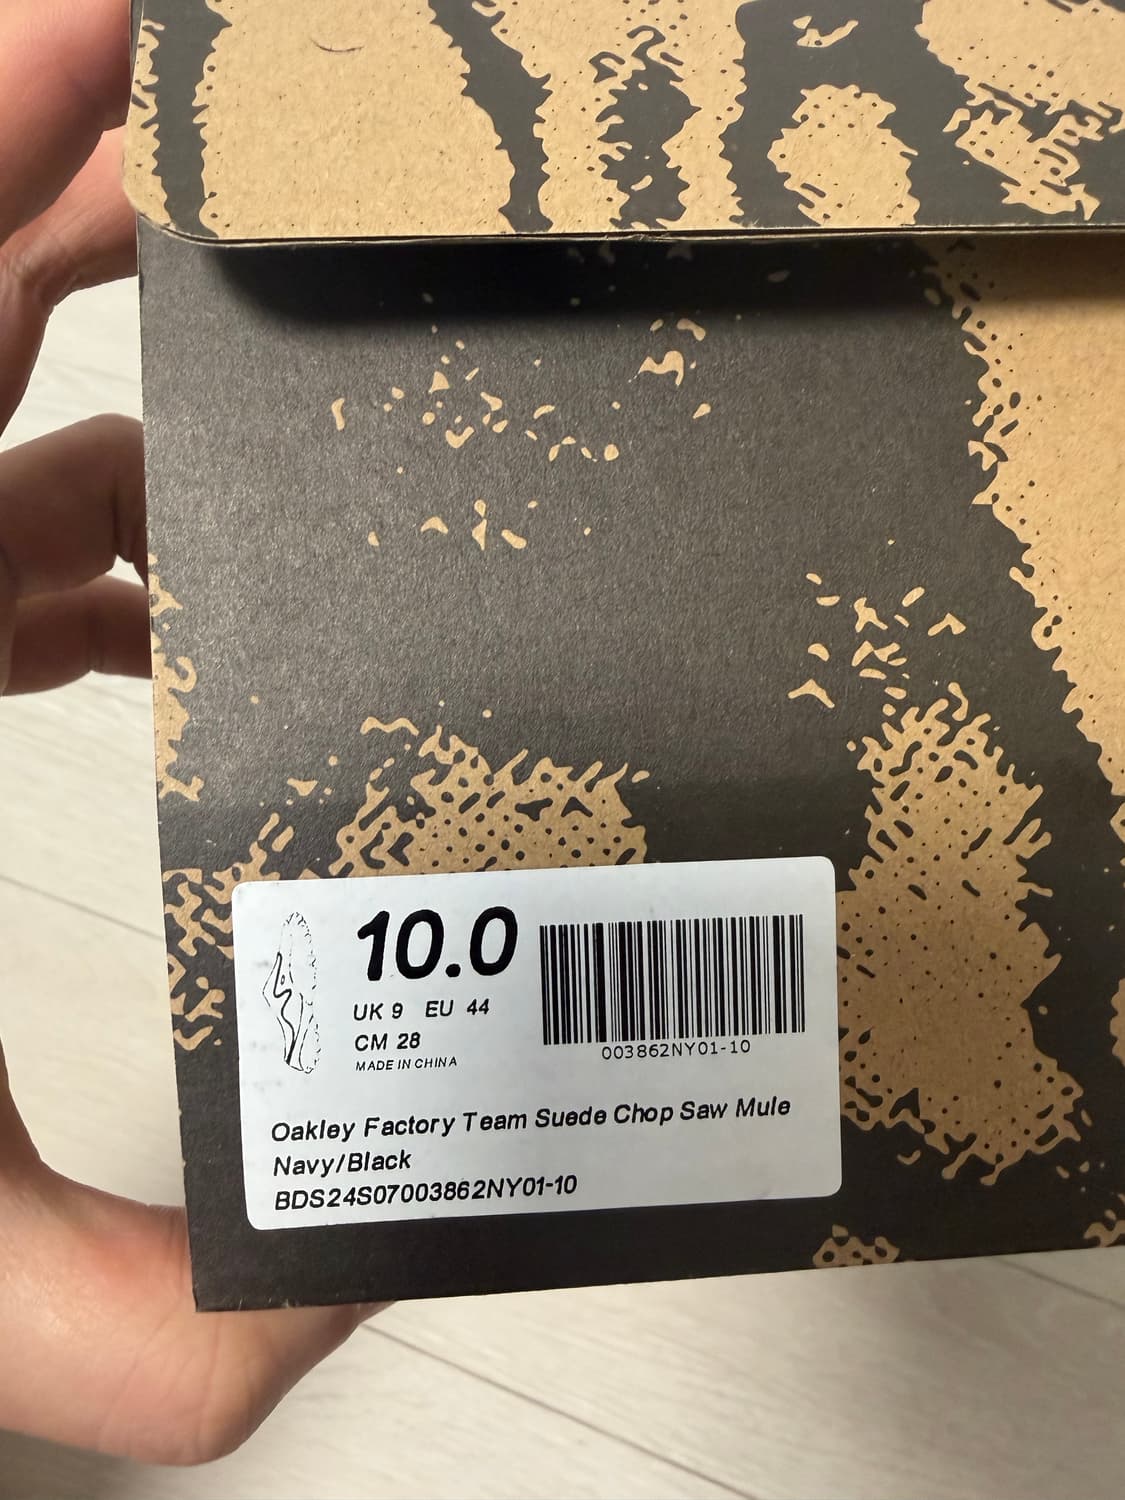 10.0
UK 9 EU 44
CM 28
MADE IN CHINA
003862NY01-10
Oakley Factory Team Suede Chop Saw Mule
Navy/Black
BDS24S07003862NY01-10